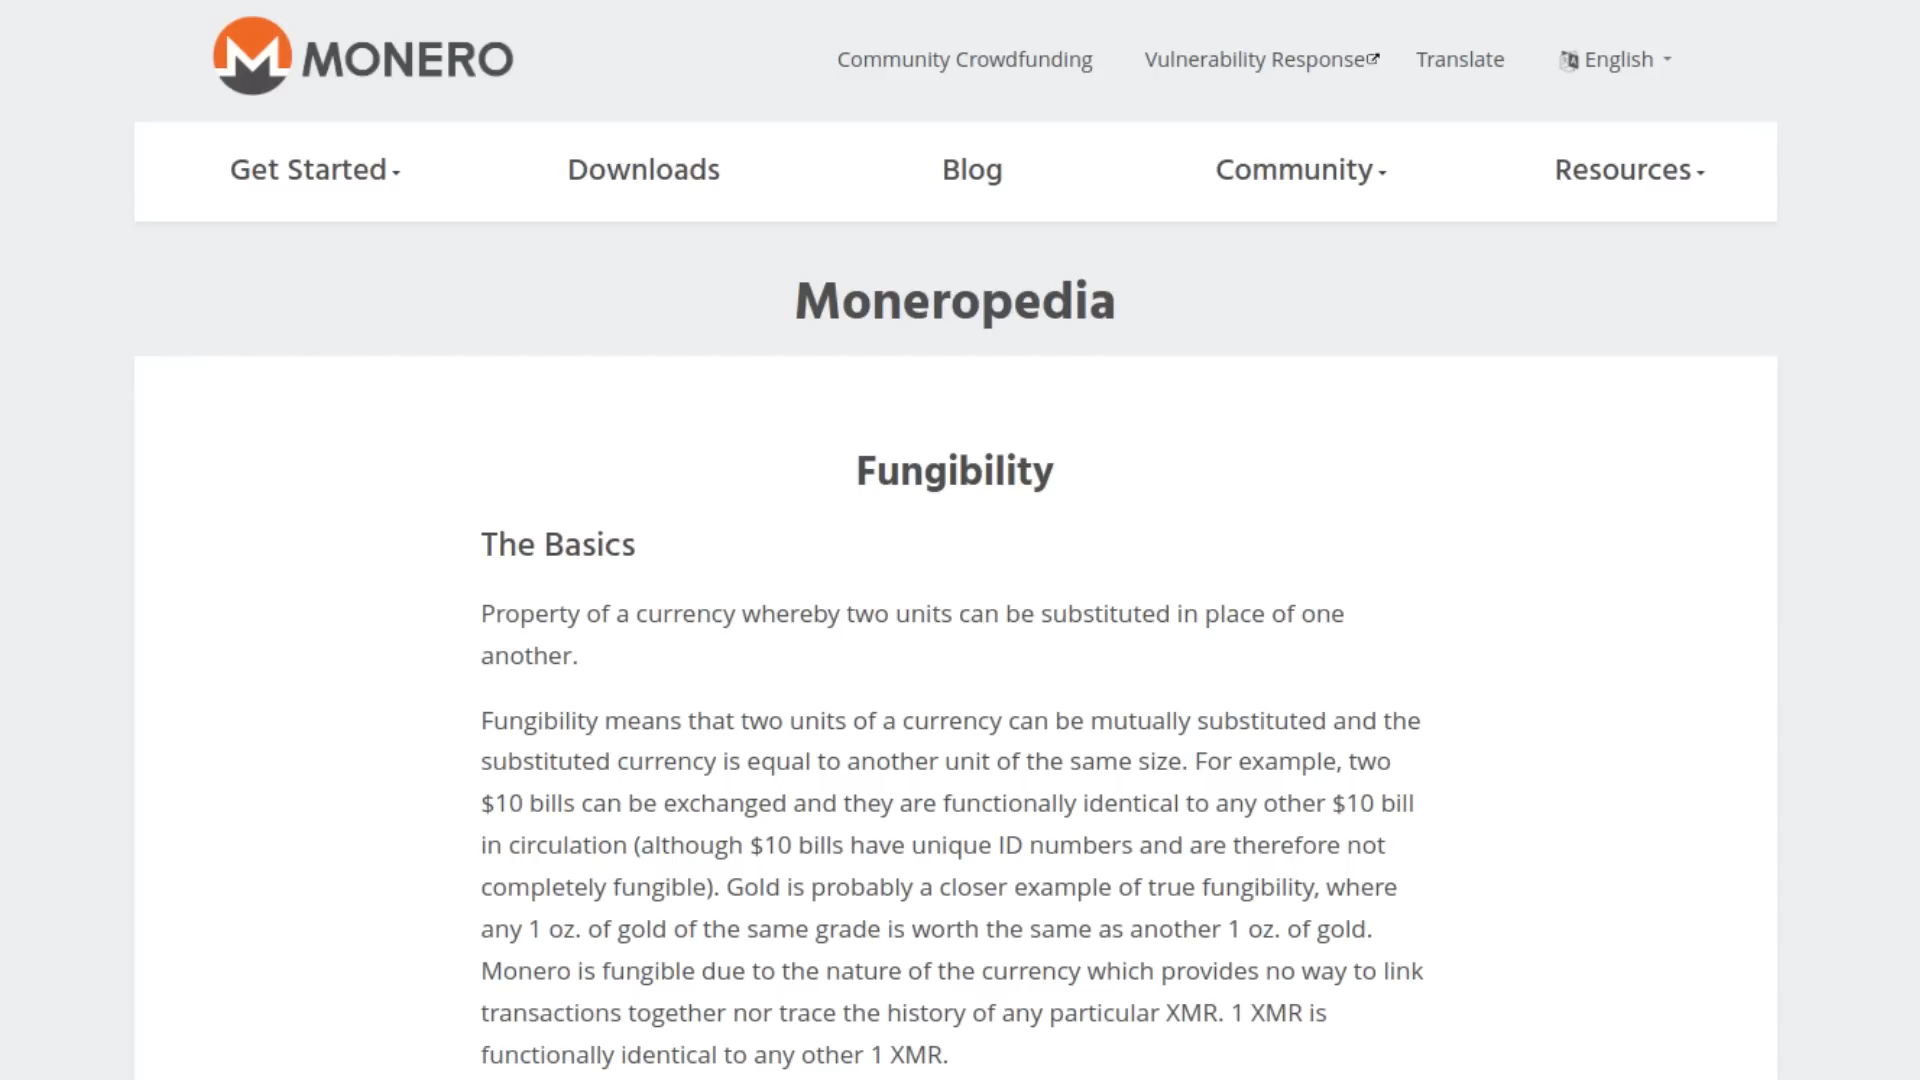 MONERO
Community Crowdfunding Vulnerability Response Translate English
Get Started Downloads Blog Community Resources
Moneropedia
Fungibility
The Basics
Property of a currency whereby two units can be substituted in place of one
another.
Fungibility means that two units of a currency can be mutually substituted and the
substituted currency is equal to another unit of the same size. For example, two
$10 bills can be exchanged and they are functionally identical to any other $10 bill
in circulation (although $10 bills have unique ID numbers and are therefore not
completely fungible). Gold is probably a closer example of true fungibility, where
any 1 oz. of gold of the same grade is worth the same as another 1 oz. of gold.
Monero is fungible due to the nature of the currency which provides no way to link
transactions together nor trace the history of any particular XMR. 1 XMR is
functionally identical to any other 1 XMR.